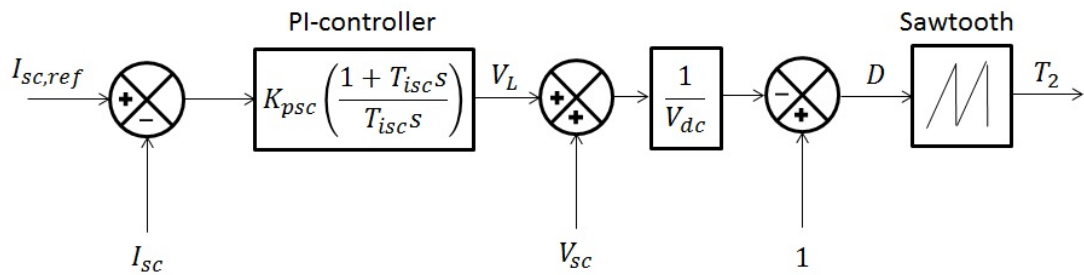 PI-controller
Sawtooth
I_{sc,ref}
+
−
K_{psc} \left( \frac{1 + T_{isc}s}{T_{isc}s} \right)
V_L
+
+
\frac{1}{V_{dc}}
−
+
D
T_2
I_{sc}
V_{sc}
1